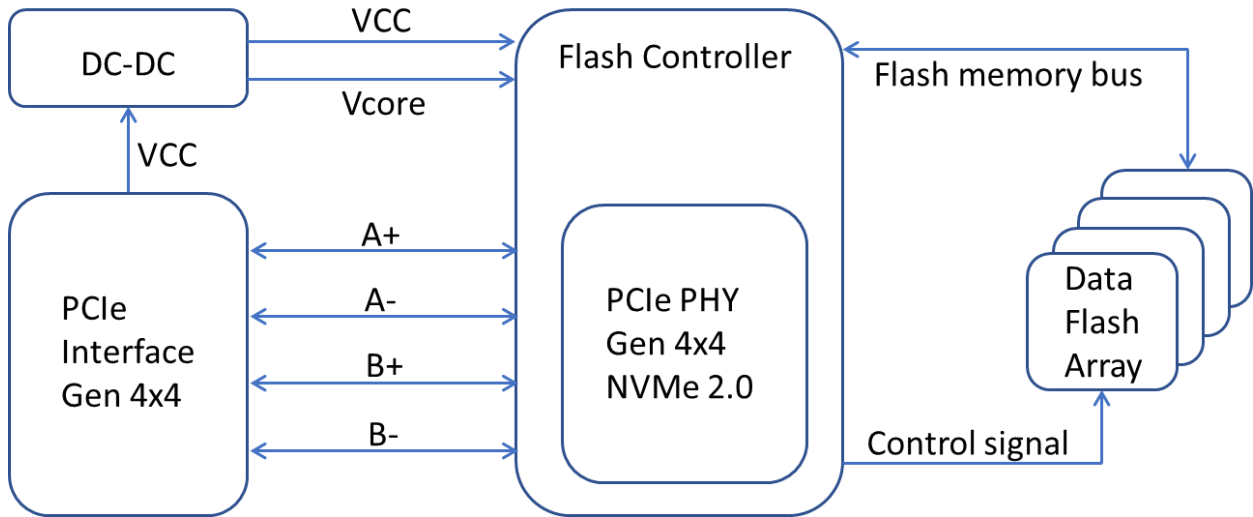 DC-DC
VCC
Vcore
VCC
Flash Controller
Flash memory bus
PCIe
Interface
Gen 4x4
A+
A-
B+
B-
PCIe PHY
Gen 4x4
NVMe 2.0
Data
Flash
Array
Control signal